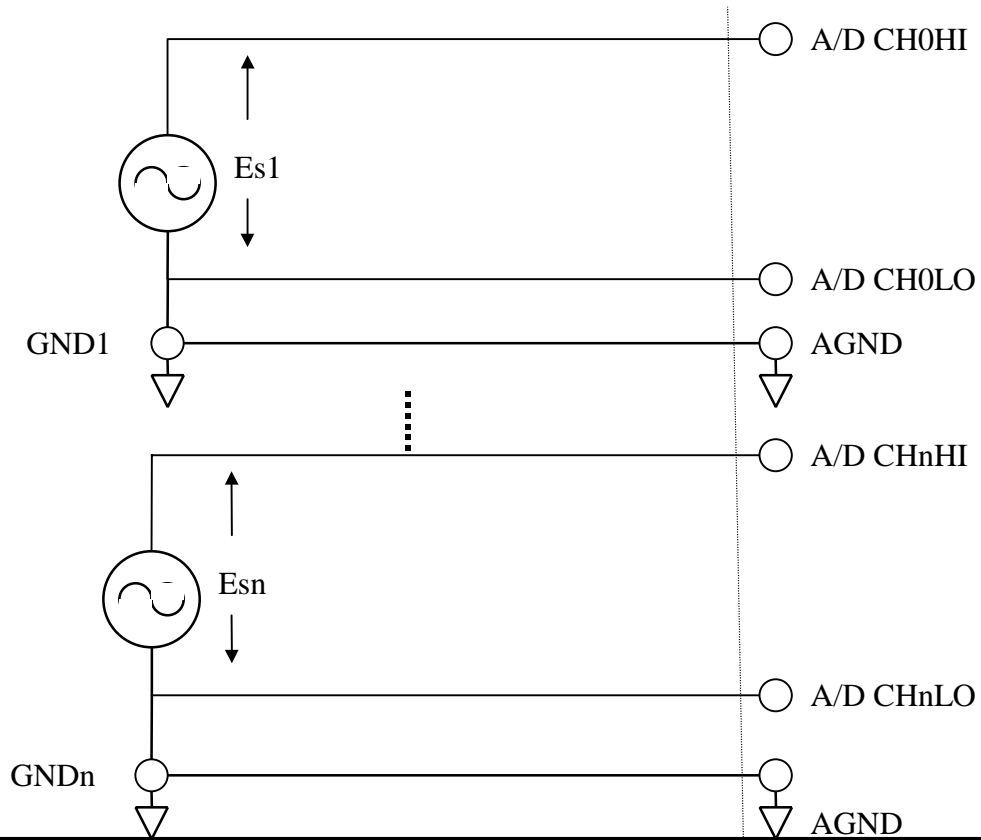 A/D CH0HI
Es1
A/D CH0LO
GND1
AGND
A/D CHnHI
Esn
A/D CHnLO
GNDn
AGND